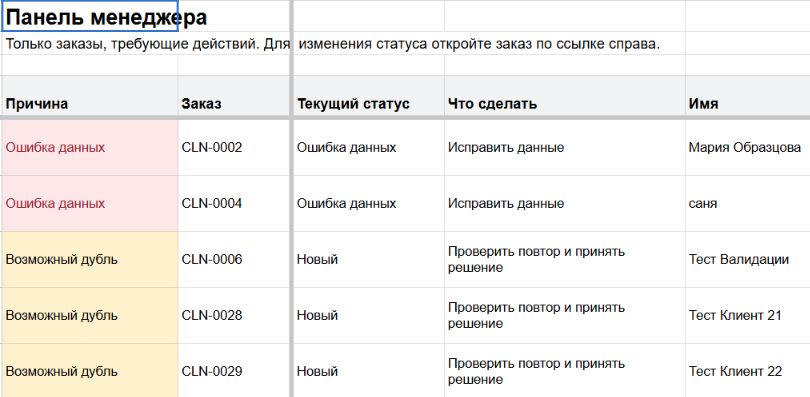 Панель менеджера
Только заказы, требующие действий. Для изменения статуса откройте заказ по ссылке справа.
Причина Заказ Текущий статус Что сделать Имя
Ошибка данных CLN-0002 Ошибка данных Исправить данные Мария Образцова
Ошибка данных CLN-0004 Ошибка данных Исправить данные саня
Возможный дубль CLN-0006 Новый Проверить повтор и принять
решение Тест Валидации
Возможный дубль CLN-0028 Новый Проверить повтор и принять
решение Тест Клиент 21
Возможный дубль CLN-0029 Новый Проверить повтор и принять
решение Тест Клиент 22